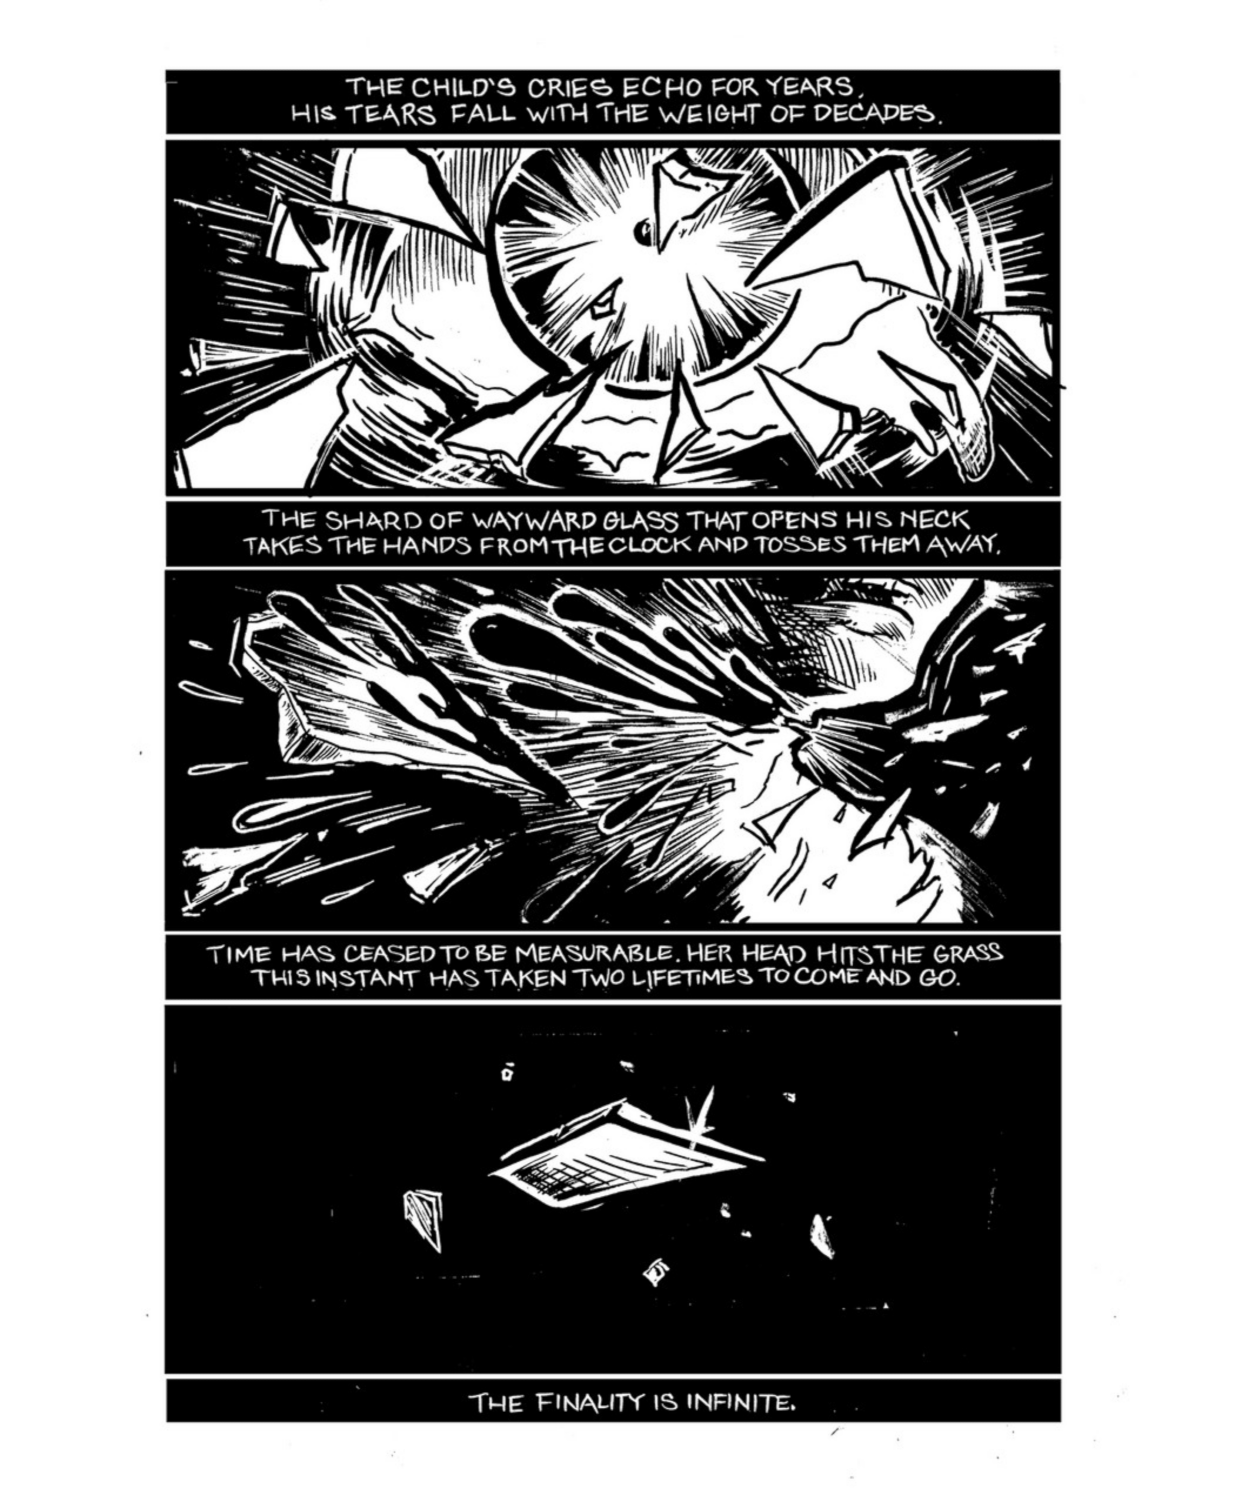 THE CHILD'S CRIES ECHO FOR YEARS.
HIS TEARS FALL WITH THE WEIGHT OF DECADES.
THE SHARD OF WAYWARD GLASS THAT OPENS HIS NECK
TAKES THE HANDS FROM THE CLOCK AND TOSSES THEM AWAY.
TIME HAS CEASED TO BE MEASURABLE. HER HEAD HITS THE GRASS
THIS INSTANT HAS TAKEN TWO LIFETIMES TO COME AND GO.
THE FINALITY IS INFINITE.